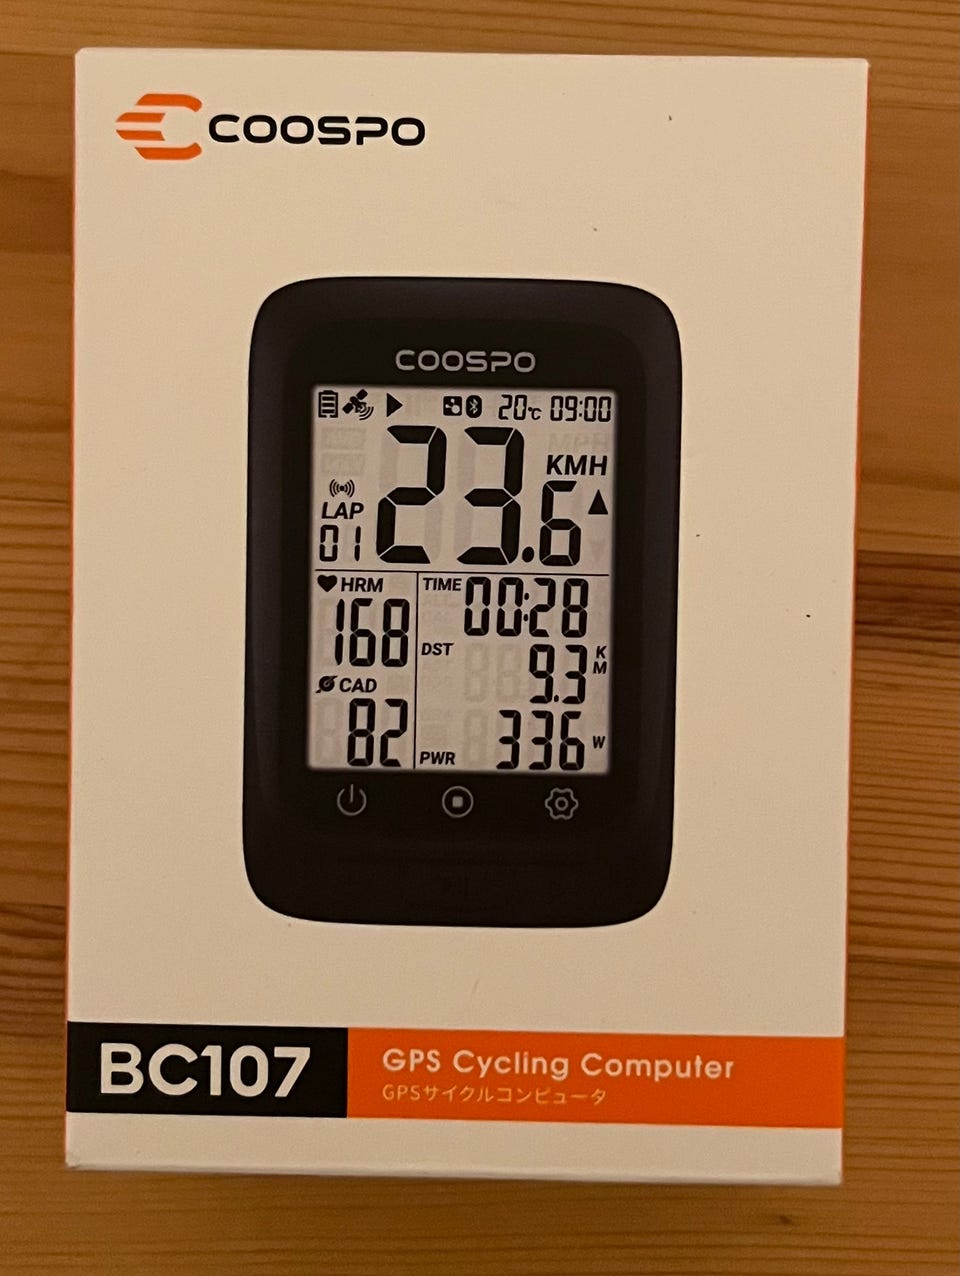 COOSPO
COOSPO
20℃ 09:00
23.6 KMH
LAP
01
HRM
168
CAD
82
TIME 00:28
DST 9.3 KM
PWR 336 W
BC107
GPS Cycling Computer
GPSサイクルコンピュータ